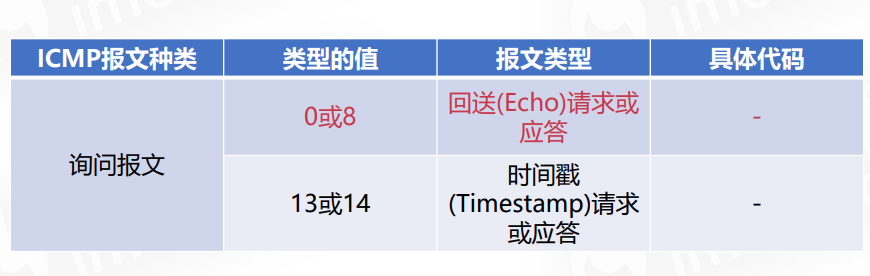 ICMP报文种类 类型的值 报文类型 具体代码
询问报文
0或8
回送(Echo)请求或
应答
-
13或14
时间戳
(Timestamp)请求
或应答
-